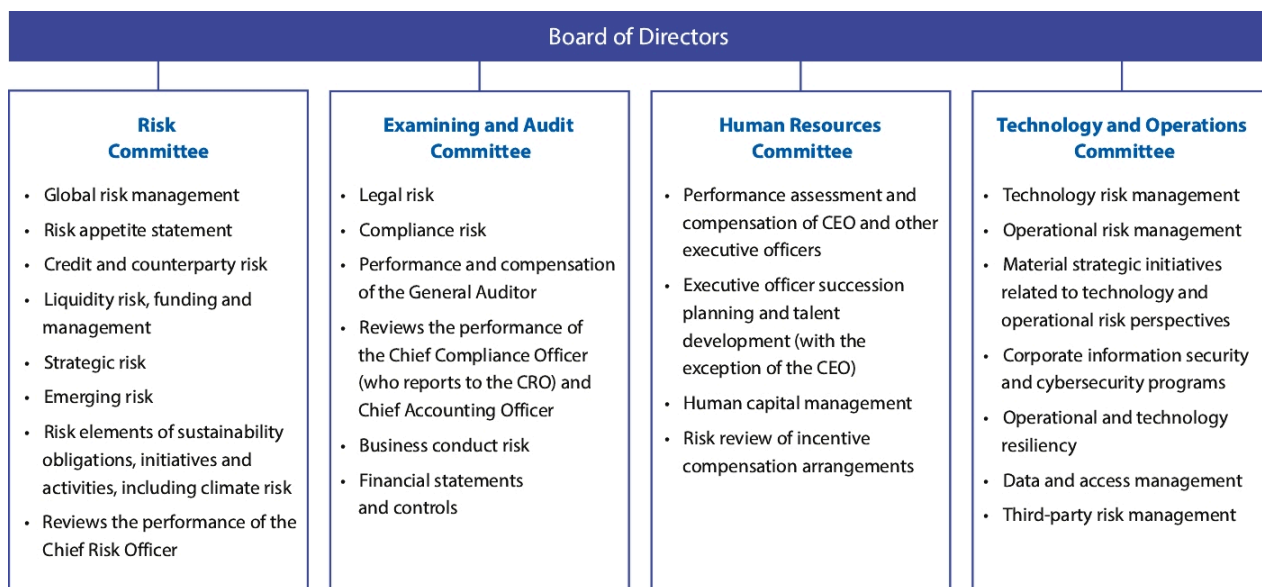 Board of Directors
Risk
Committee
• Global risk management
• Risk appetite statement
• Credit and counterparty risk
• Liquidity risk, funding and
management
• Strategic risk
• Emerging risk
• Risk elements of sustainability
obligations, initiatives and
activities, including climate risk
• Reviews the performance of the
Chief Risk Officer
Examining and Audit
Committee
• Legal risk
• Compliance risk
• Performance and compensation
of the General Auditor
• Reviews the performance of
the Chief Compliance Officer
(who reports to the CRO) and
Chief Accounting Officer
• Business conduct risk
• Financial statements
and controls
Human Resources
Committee
• Performance assessment and
compensation of CEO and other
executive officers
• Executive officer succession
planning and talent
development (with the
exception of the CEO)
• Human capital management
• Risk review of incentive
compensation arrangements
Technology and Operations
Committee
• Technology risk management
• Operational risk management
• Material strategic initiatives
related to technology and
operational risk perspectives
• Corporate information security
and cybersecurity programs
• Operational and technology
resiliency
• Data and access management
• Third-party risk management